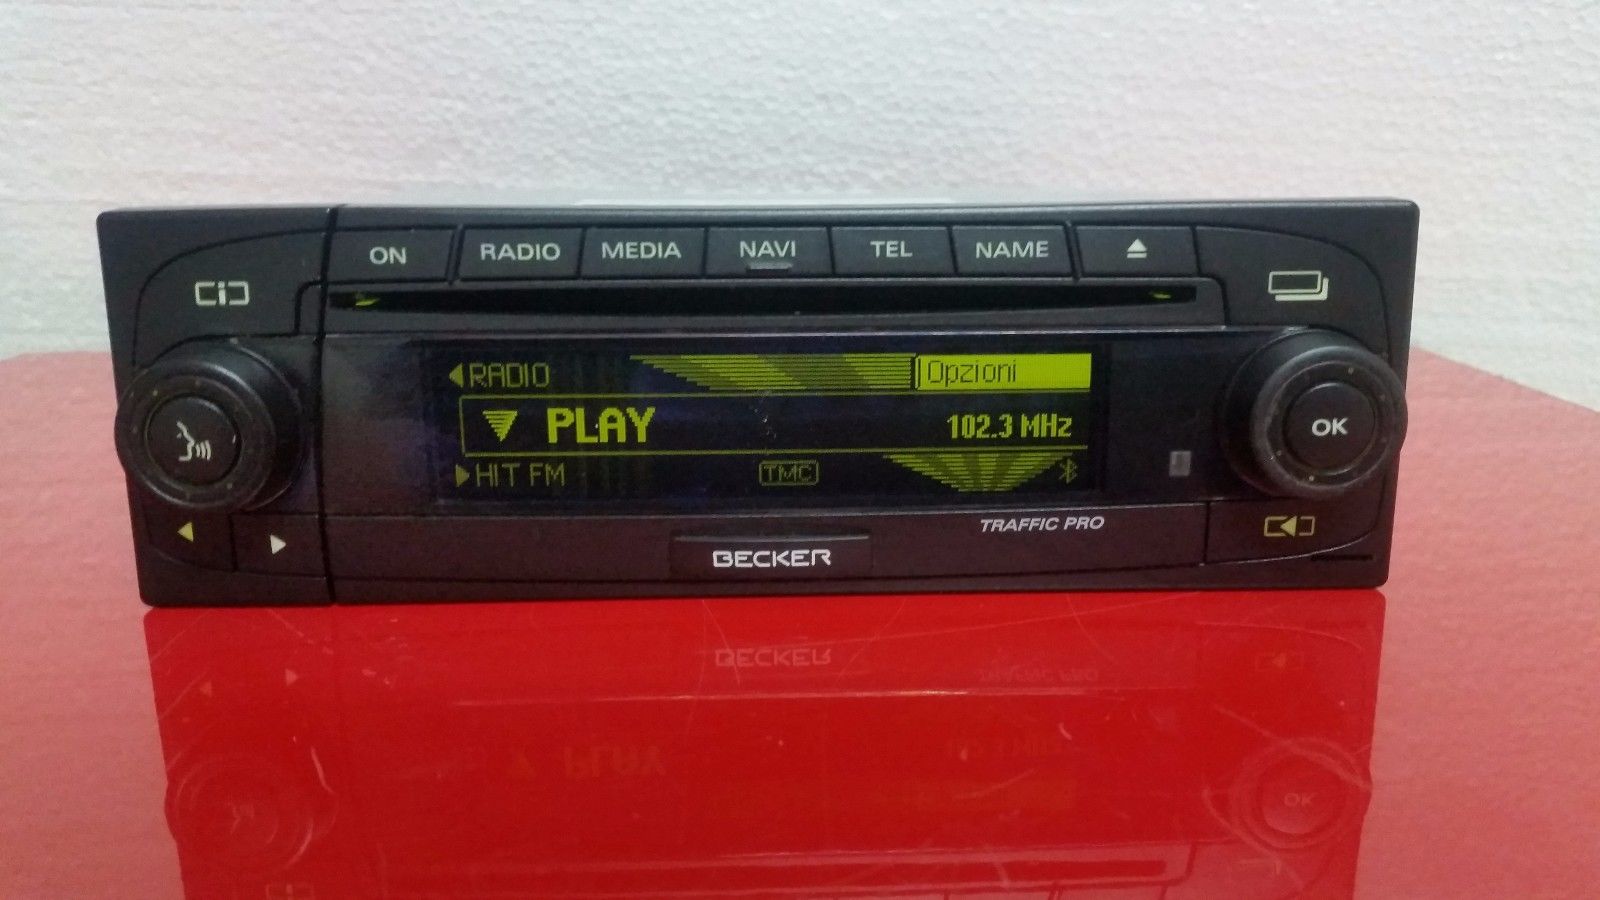 ON RADIO MEDIA NAVI TEL NAME
RADIO Opzioni
PLAY 102.3 MHz
HIT FM TMC
OK
TRAFFIC PRO
BECKER